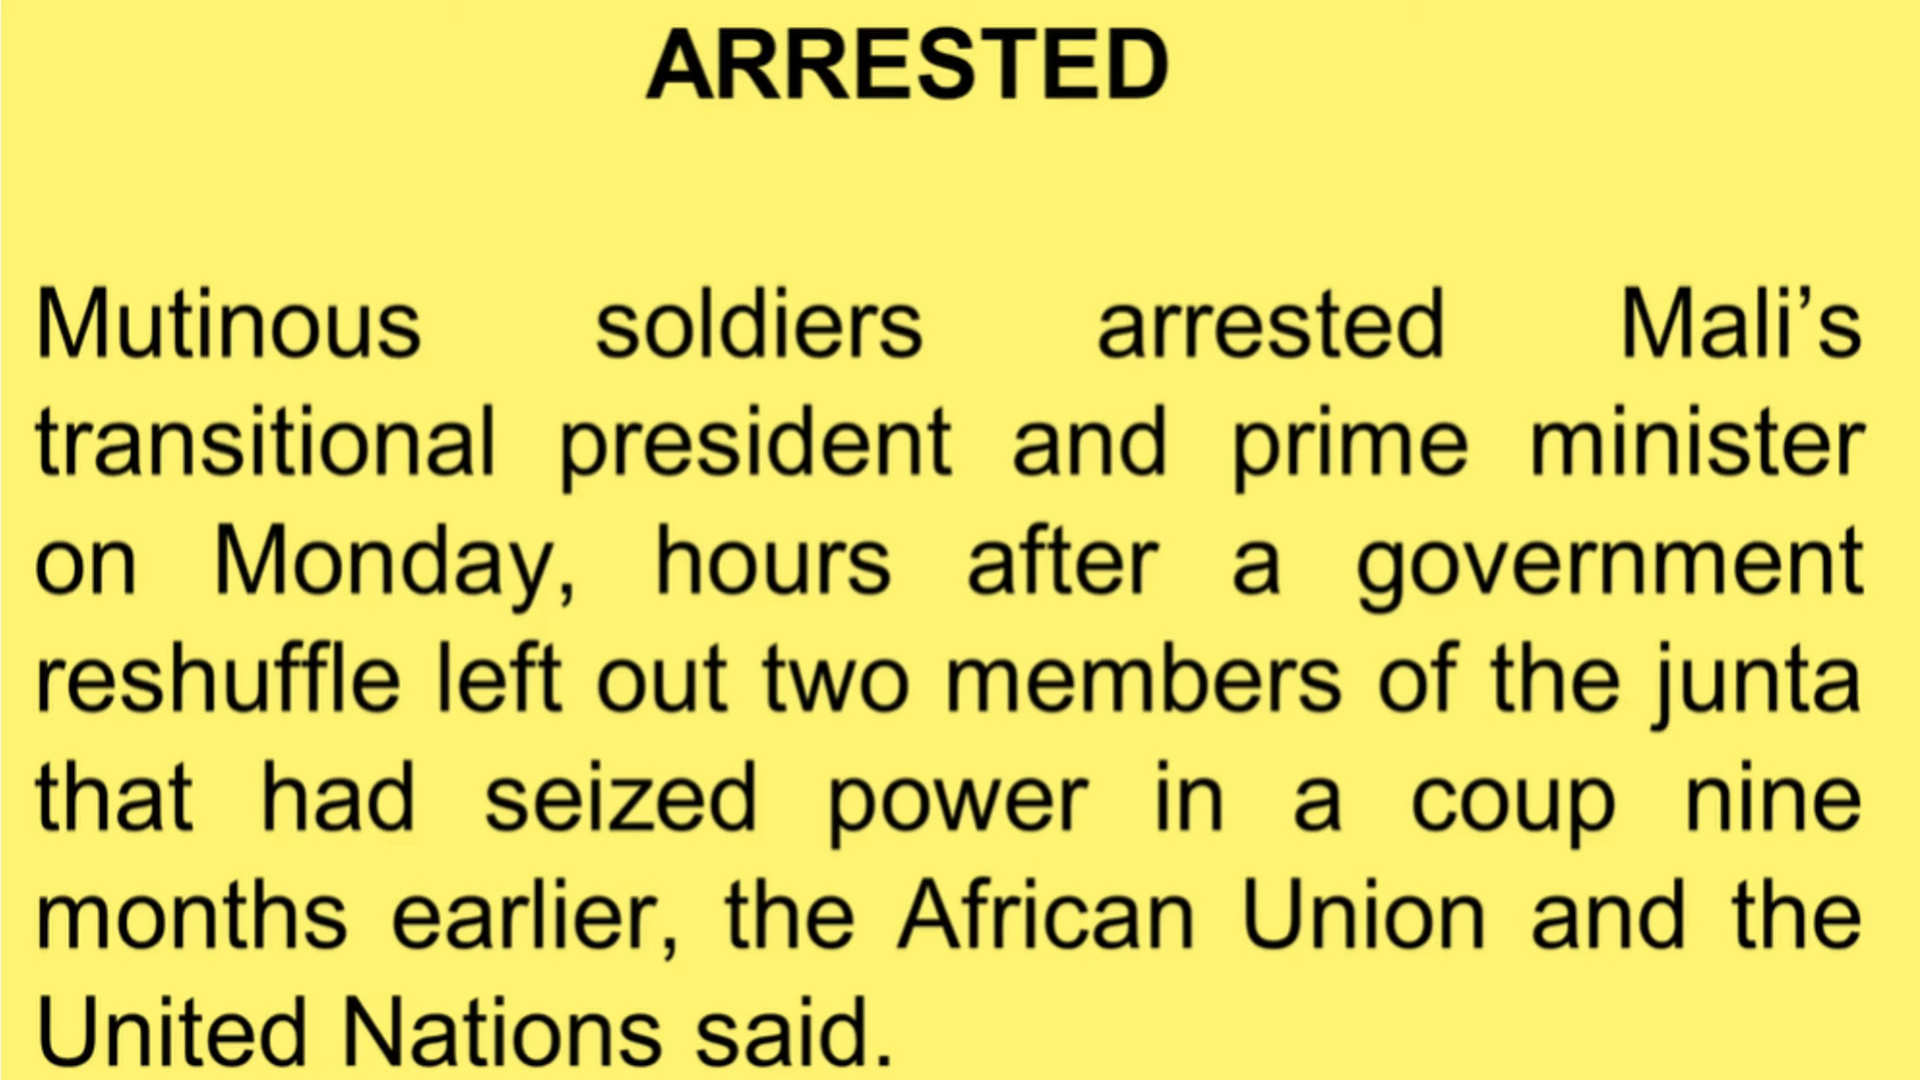 ARRESTED
Mutinous soldiers arrested Mali’s
transitional president and prime minister
on Monday, hours after a government
reshuffle left out two members of the junta
that had seized power in a coup nine
months earlier, the African Union and the
United Nations said.